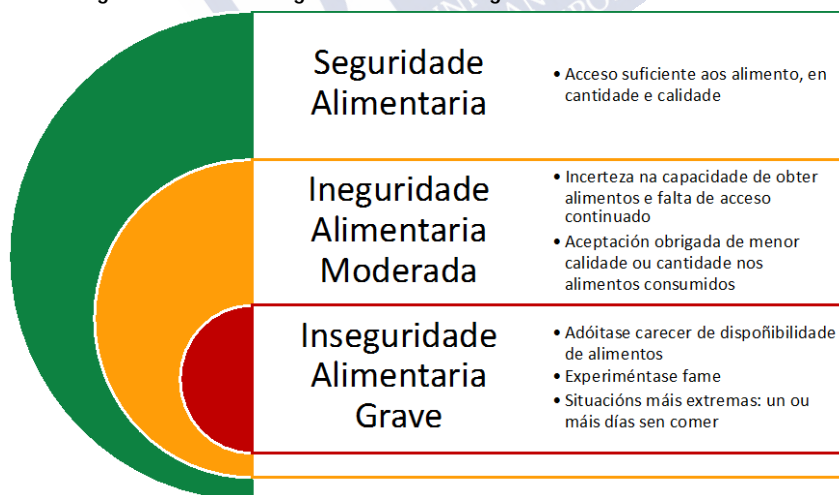 Seguridade
Alimentaria
• Acceso suficiente aos alimento, en
cantidade e calidade
Ineguridade
Alimentaria
Moderada
• Incerteza na capacidade de obter
alimentos e falta de acceso
continuado
• Aceptación obrigada de menor
calidade ou cantidade nos
alimentos consumidos
Inseguridade
Alimentaria
Grave
• Adóitase carecer de dispoñibilidade
de alimentos
• Experiméntase fame
• Situacións máis extremas: un ou
máis días sen comer